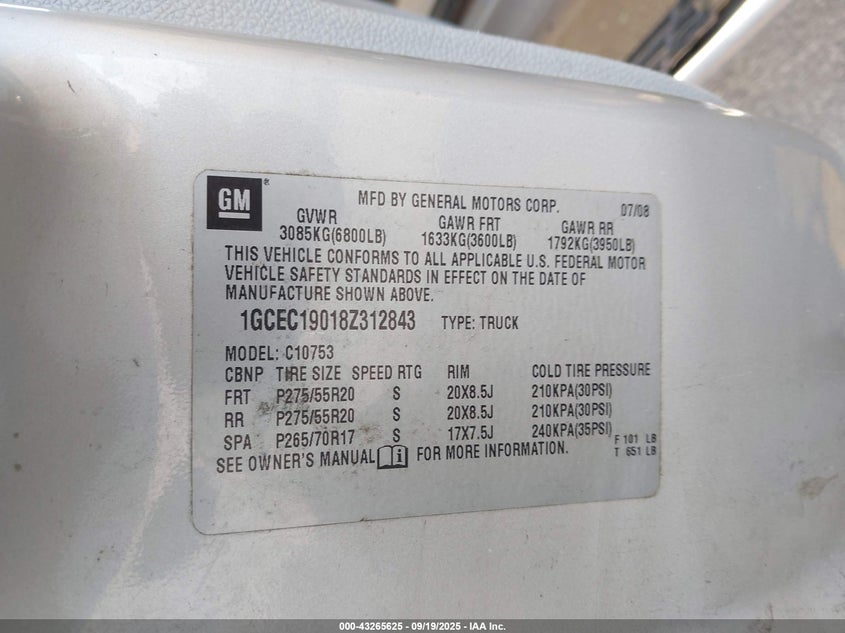 GM ®
MFD BY GENERAL MOTORS CORP. 07/08
GVWR GAWR FRT GAWR RR
3085KG(6800LB) 1633KG(3600LB) 1792KG(3950LB)
THIS VEHICLE CONFORMS TO ALL APPLICABLE U.S. FEDERAL MOTOR
VEHICLE SAFETY STANDARDS IN EFFECT ON THE DATE OF
MANUFACTURE SHOWN ABOVE.
1GCEC19018Z312843 TYPE: TRUCK
MODEL: C10753
CBNP TIRE SIZE SPEED RTG RIM COLD TIRE PRESSURE
FRT P275/55R20 S 20X8.5J 210KPA(30PSI)
RR P275/55R20 S 20X8.5J 210KPA(30PSI)
SPA P265/70R17 S 17X7.5J 240KPA(35PSI)
F 101 LB
T 651 LB
SEE OWNER'S MANUAL i FOR MORE INFORMATION.
000-43265625 - 09/19/2025 - IAA Inc.